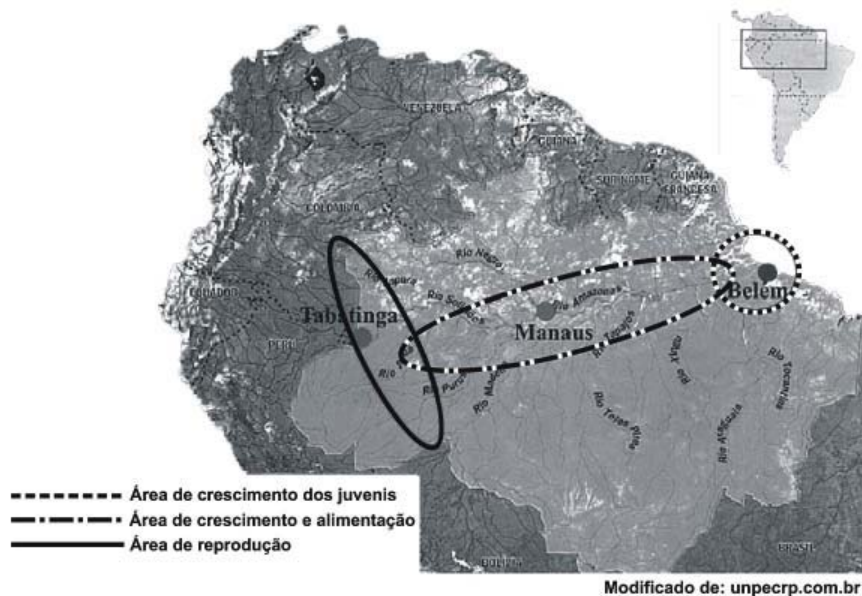 VENEZUELA
GUIANA
SURINAME
GUIANA
FRANCESA
COLOMBIA
EQUADOR
PERU
Rio Negro
Rio Japurá
Rio Solimões
Rio Amazonas
Tabatinga
Manaus
Belém
Rio
Rio Purus
Rio Madeira
Rio Tapajós
Rio Xingu
Rio Tocantins
Rio Teles Pires
Rio Araguaia
Área de crescimento dos juvenis
Área de crescimento e alimentação
Área de reprodução
BOLÍVIA
BRASIL
Modificado de: unpecrp.com.br